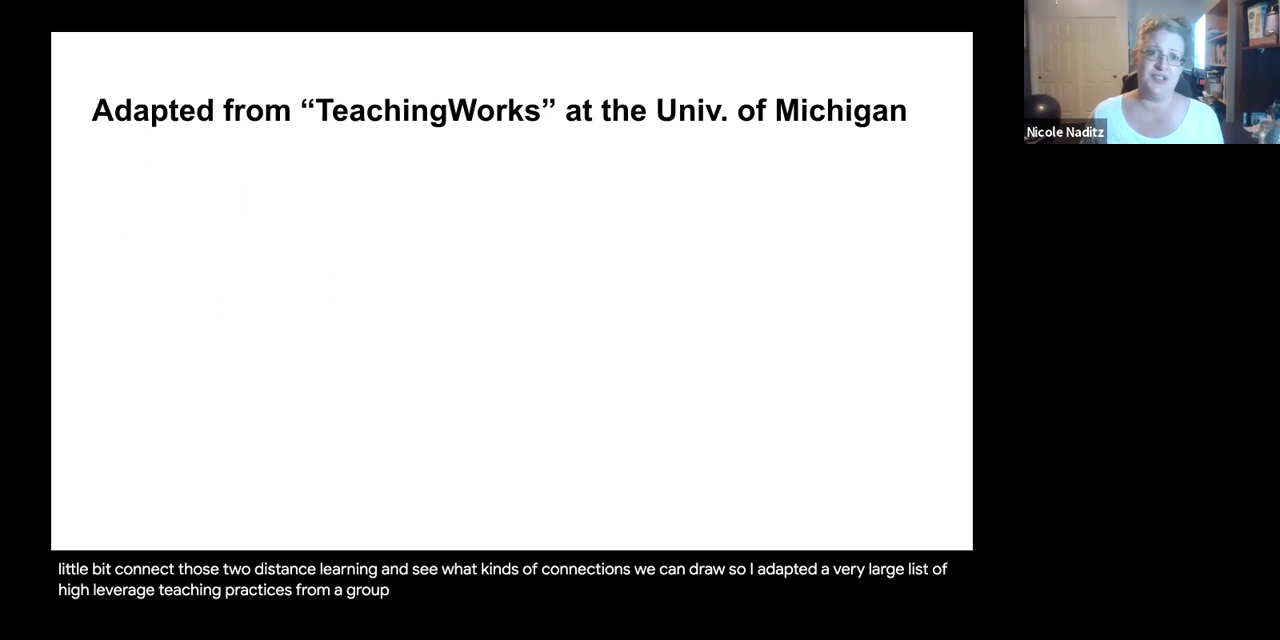 Adapted from “TeachingWorks” at the Univ. of Michigan
Nicole Naditz
little bit connect those two distance learning and see what kinds of connections we can draw so I adapted a very large list of
high leverage teaching practices from a group